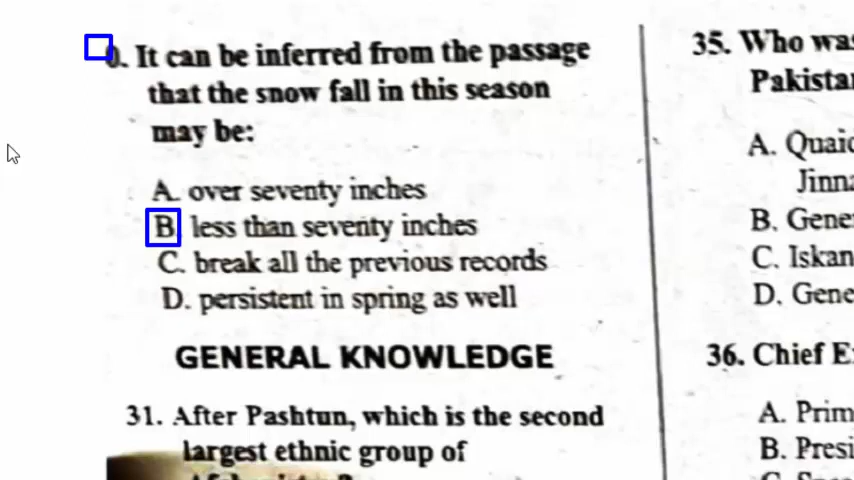 0. It can be inferred from the passage
that the snow fall in this season
may be:
A. over seventy inches
B. less than seventy inches
C. break all the previous records
D. persistent in spring as well
GENERAL KNOWLEDGE
31. After Pashtun, which is the second
largest ethnic group of
35. Who was
Pakista
A. Quaid
Jinna
B. Gene
C. Iskan
D. Gene
36. Chief E
A. Prim
B. Presi